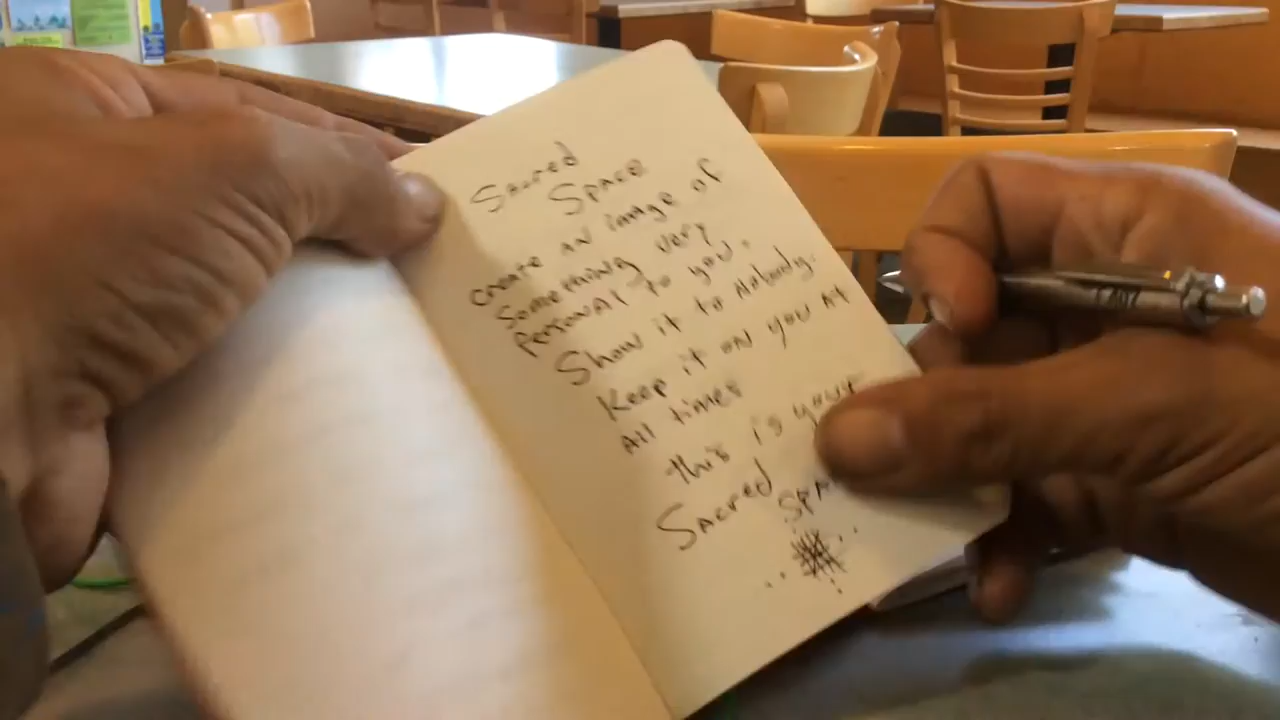 Sacred
Space
Create AN image of
Something very
Personal to you.
Show it to Nobody.
Keep it on you At
All times
this is your
Sacred
SPA